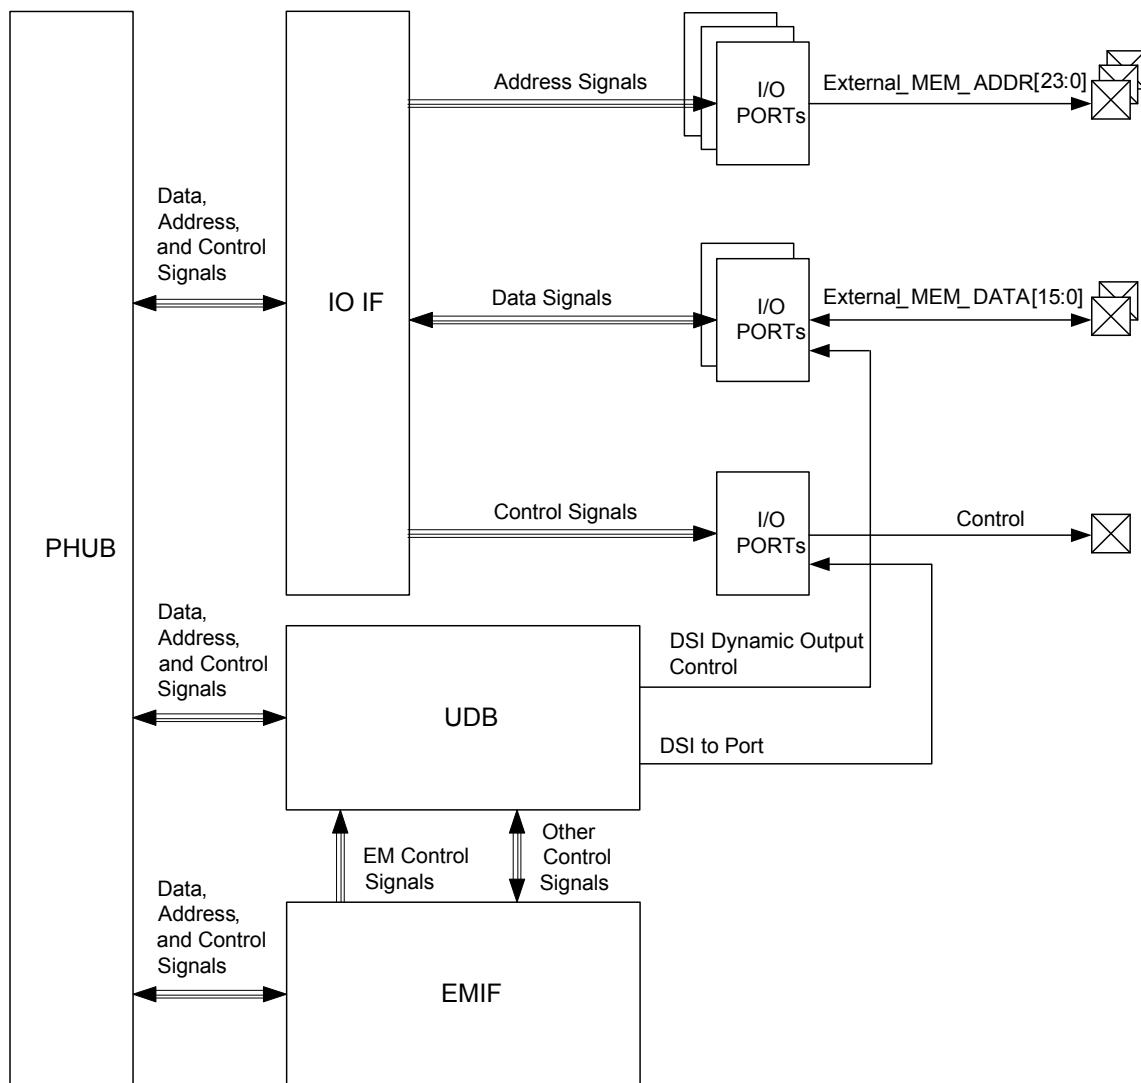 Address Signals
I/O
PORTs
External_MEM_ADDR[23:0]
Data,
Address,
and Control
Signals
IO IF
Data Signals
I/O
PORTs
External_MEM_DATA[15:0]
Control Signals
I/O
PORTs
Control
PHUB
Data,
Address,
and Control
Signals
UDB
DSI Dynamic Output
Control
DSI to Port
EM Control
Signals
Other
Control
Signals
Data,
Address,
and Control
Signals
EMIF